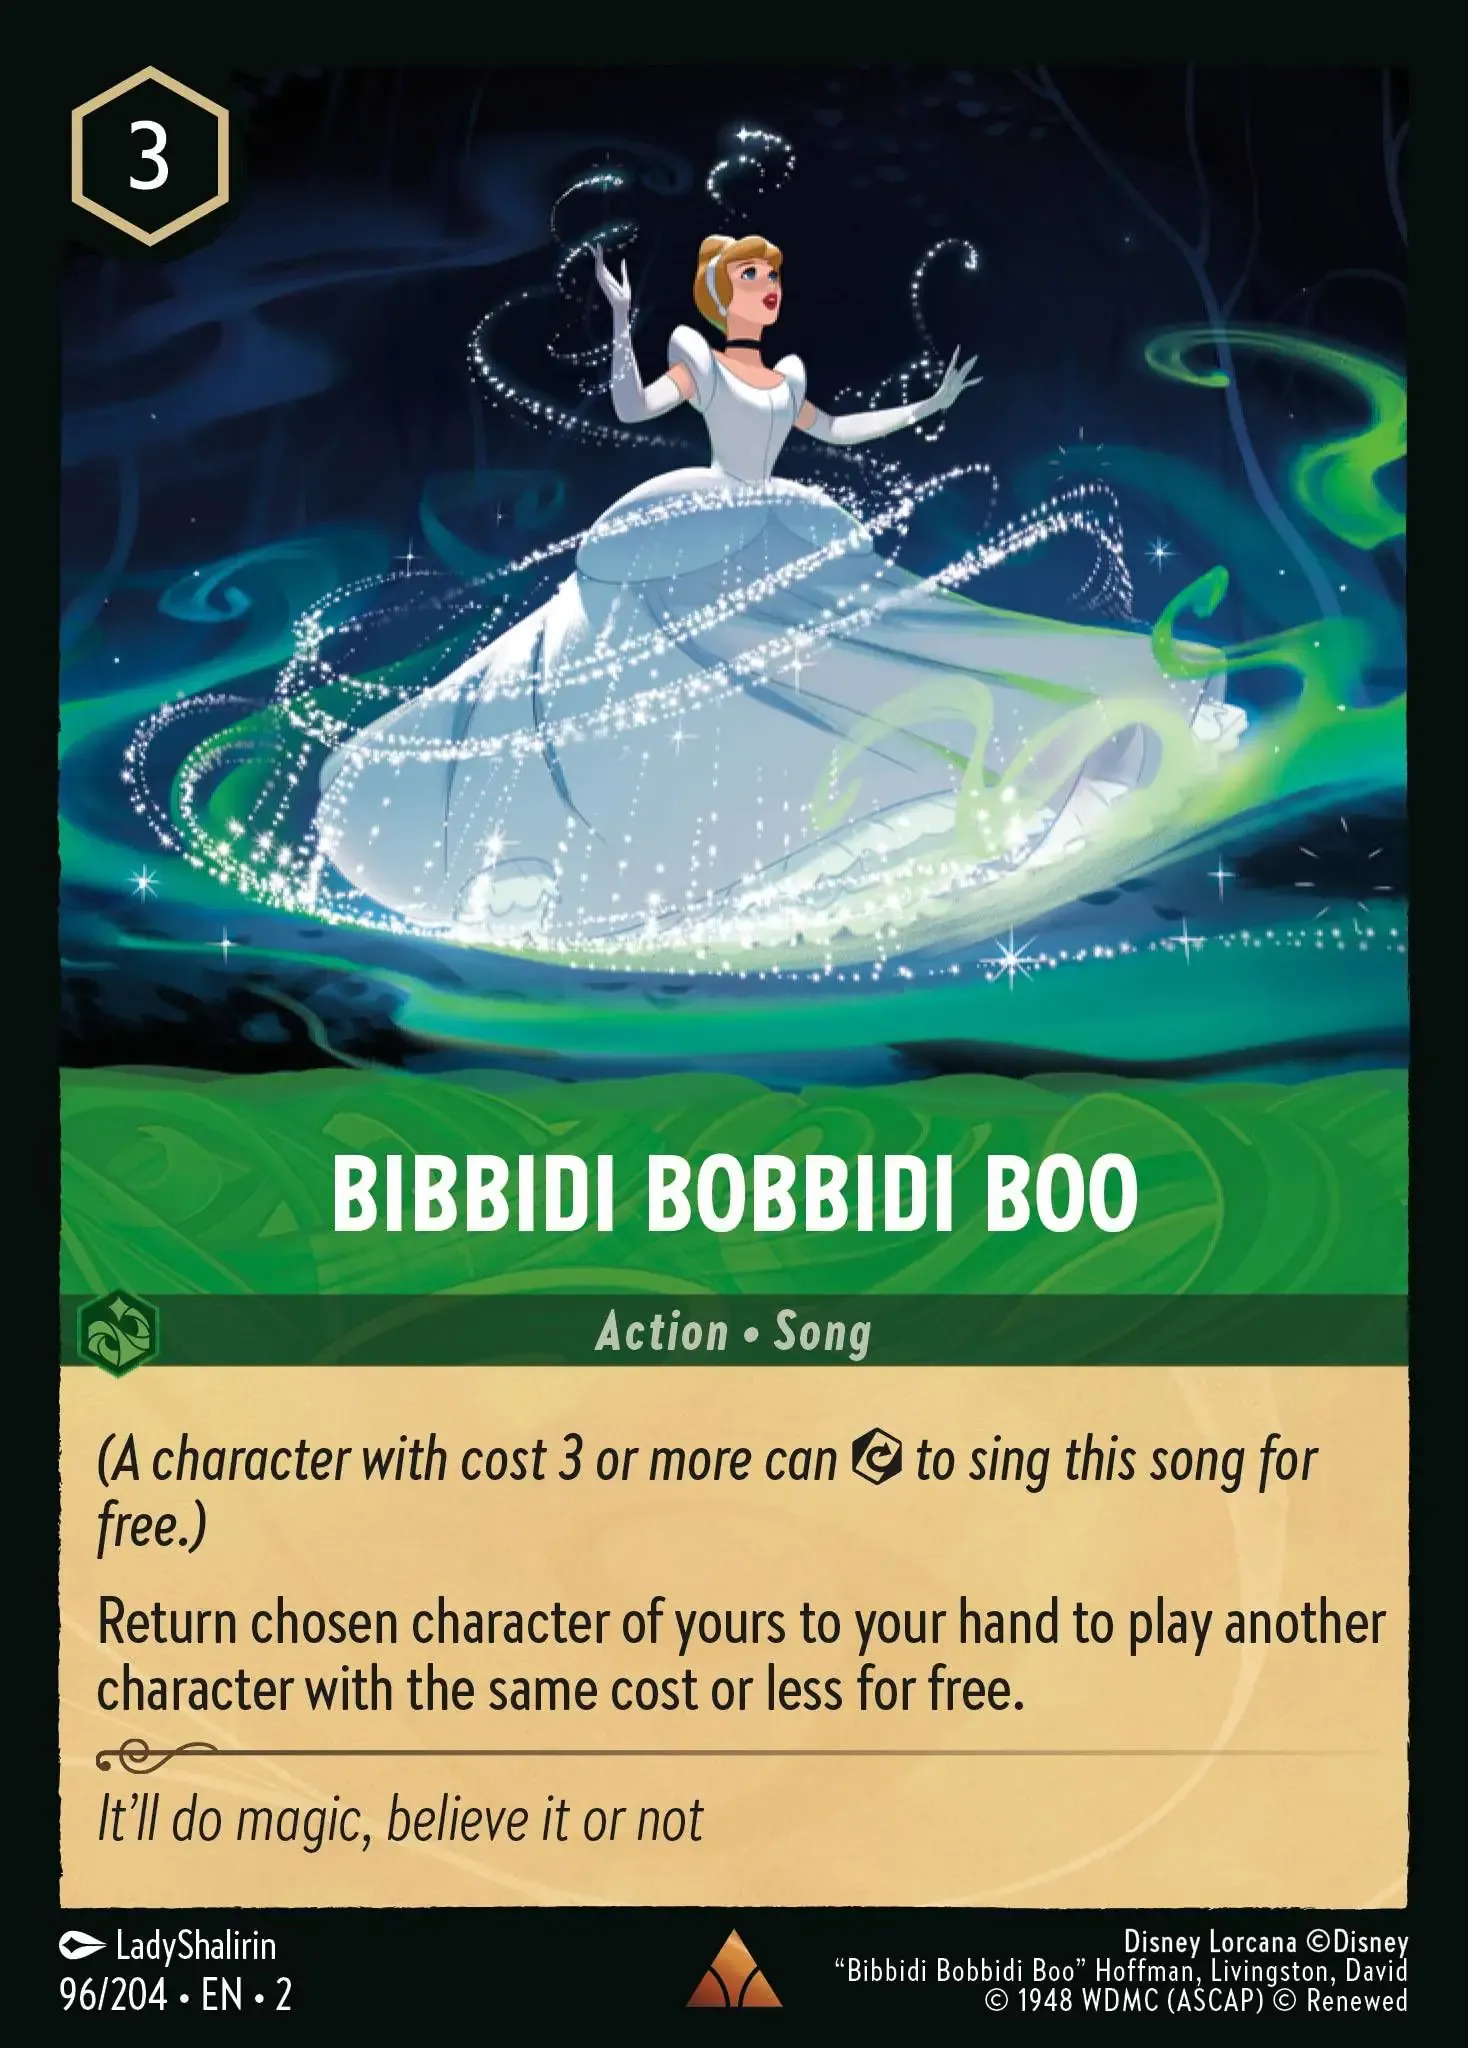 3
BIBBIDI BOBBIDI BOO
Action • Song
(A character with cost 3 or more can to sing this song for
free.)
Return chosen character of yours to your hand to play another
character with the same cost or less for free.
It’ll do magic, believe it or not
LadyShalirin
96/204 • EN • 2
Disney Lorcana ©Disney
“Bibbidi Bobbidi Boo” Hoffman, Livingston, David
© 1948 WDMC (ASCAP) © Renewed